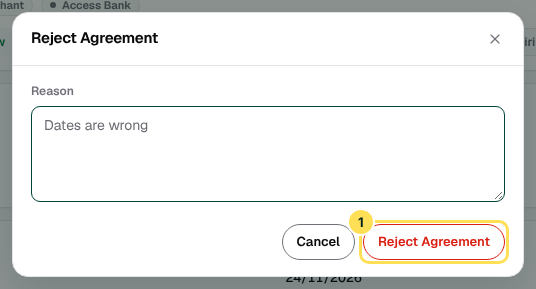 Access Bank
Reject Agreement
Reason
Dates are wrong
1
Cancel
Reject Agreement
24/11/2026